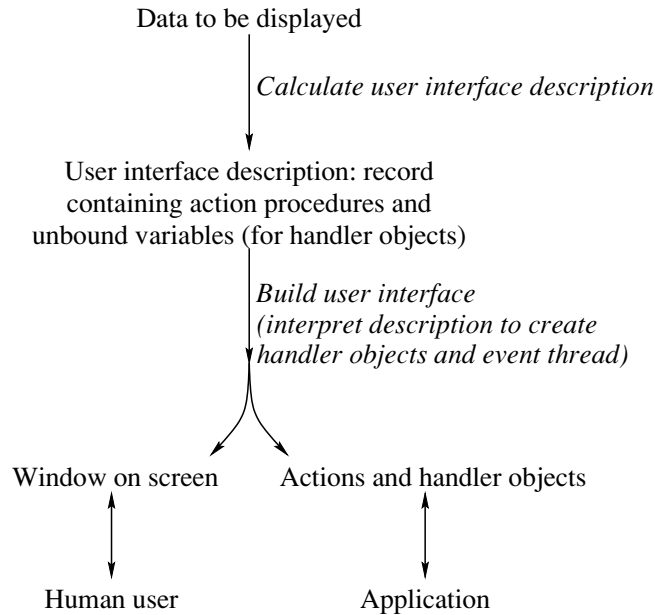 Data to be displayed
Calculate user interface description
User interface description: record
containing action procedures and
unbound variables (for handler objects)
Build user interface
(interpret description to create
handler objects and event thread)
Window on screen
Actions and handler objects
Human user
Application